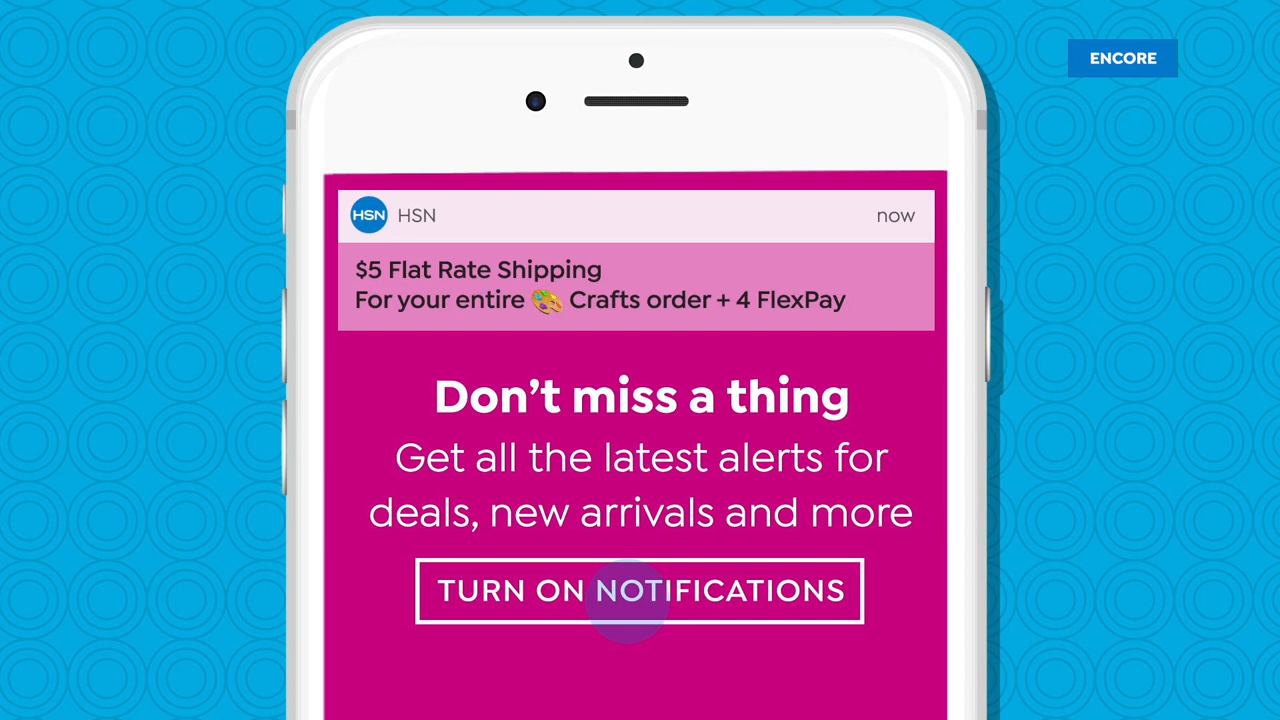 ENCORE
HSN HSN now
$5 Flat Rate Shipping
For your entire 🎨 Crafts order + 4 FlexPay
Don't miss a thing
Get all the latest alerts for
deals, new arrivals and more
TURN ON NOTIFICATIONS